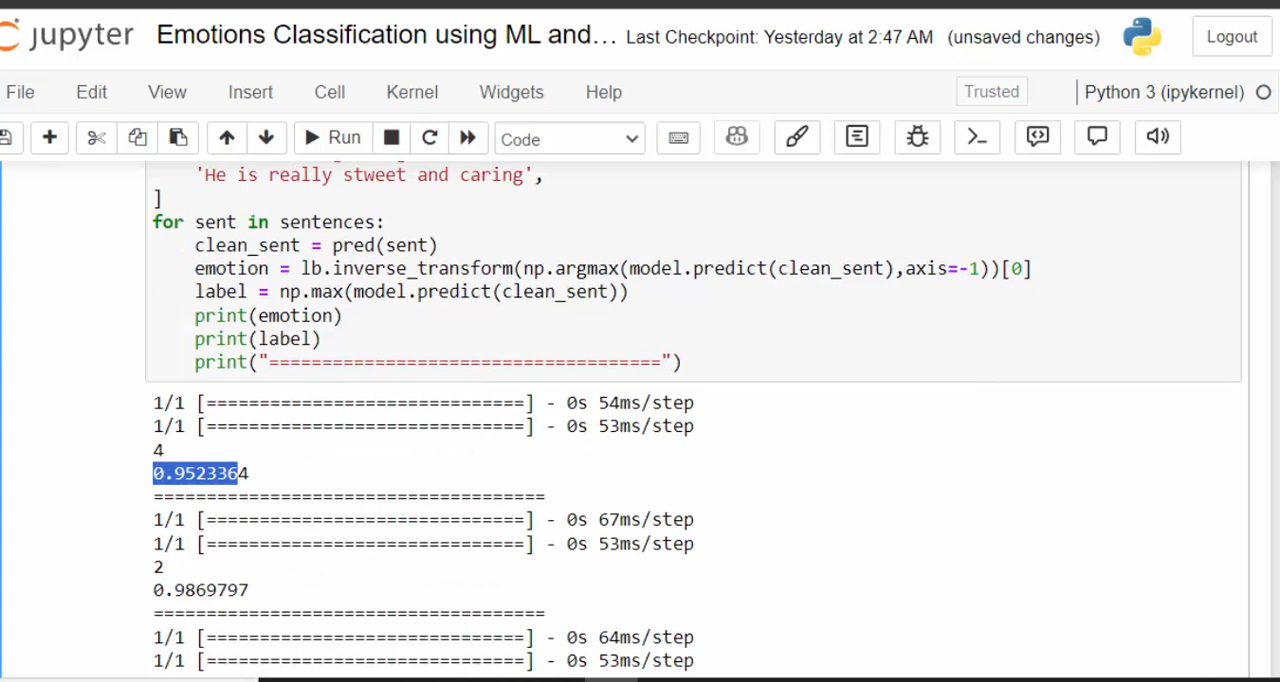 jupyter Emotions Classification using ML and... Last Checkpoint: Yesterday at 2:47 AM (unsaved changes) Logout
File Edit View Insert Cell Kernel Widgets Help Trusted Python 3 (ipykernel)
Run Code
'He is really stweet and caring',
]
for sent in sentences:
    clean_sent = pred(sent)
    emotion = lb.inverse_transform(np.argmax(model.predict(clean_sent),axis=-1))[0]
    label = np.max(model.predict(clean_sent))
    print(emotion)
    print(label)
    print("=====================================")
1/1 [==============================] - 0s 54ms/step
1/1 [==============================] - 0s 53ms/step
4
0.9523364
=====================================
1/1 [==============================] - 0s 67ms/step
1/1 [==============================] - 0s 53ms/step
2
0.9869797
=====================================
1/1 [==============================] - 0s 64ms/step
1/1 [==============================] - 0s 53ms/step